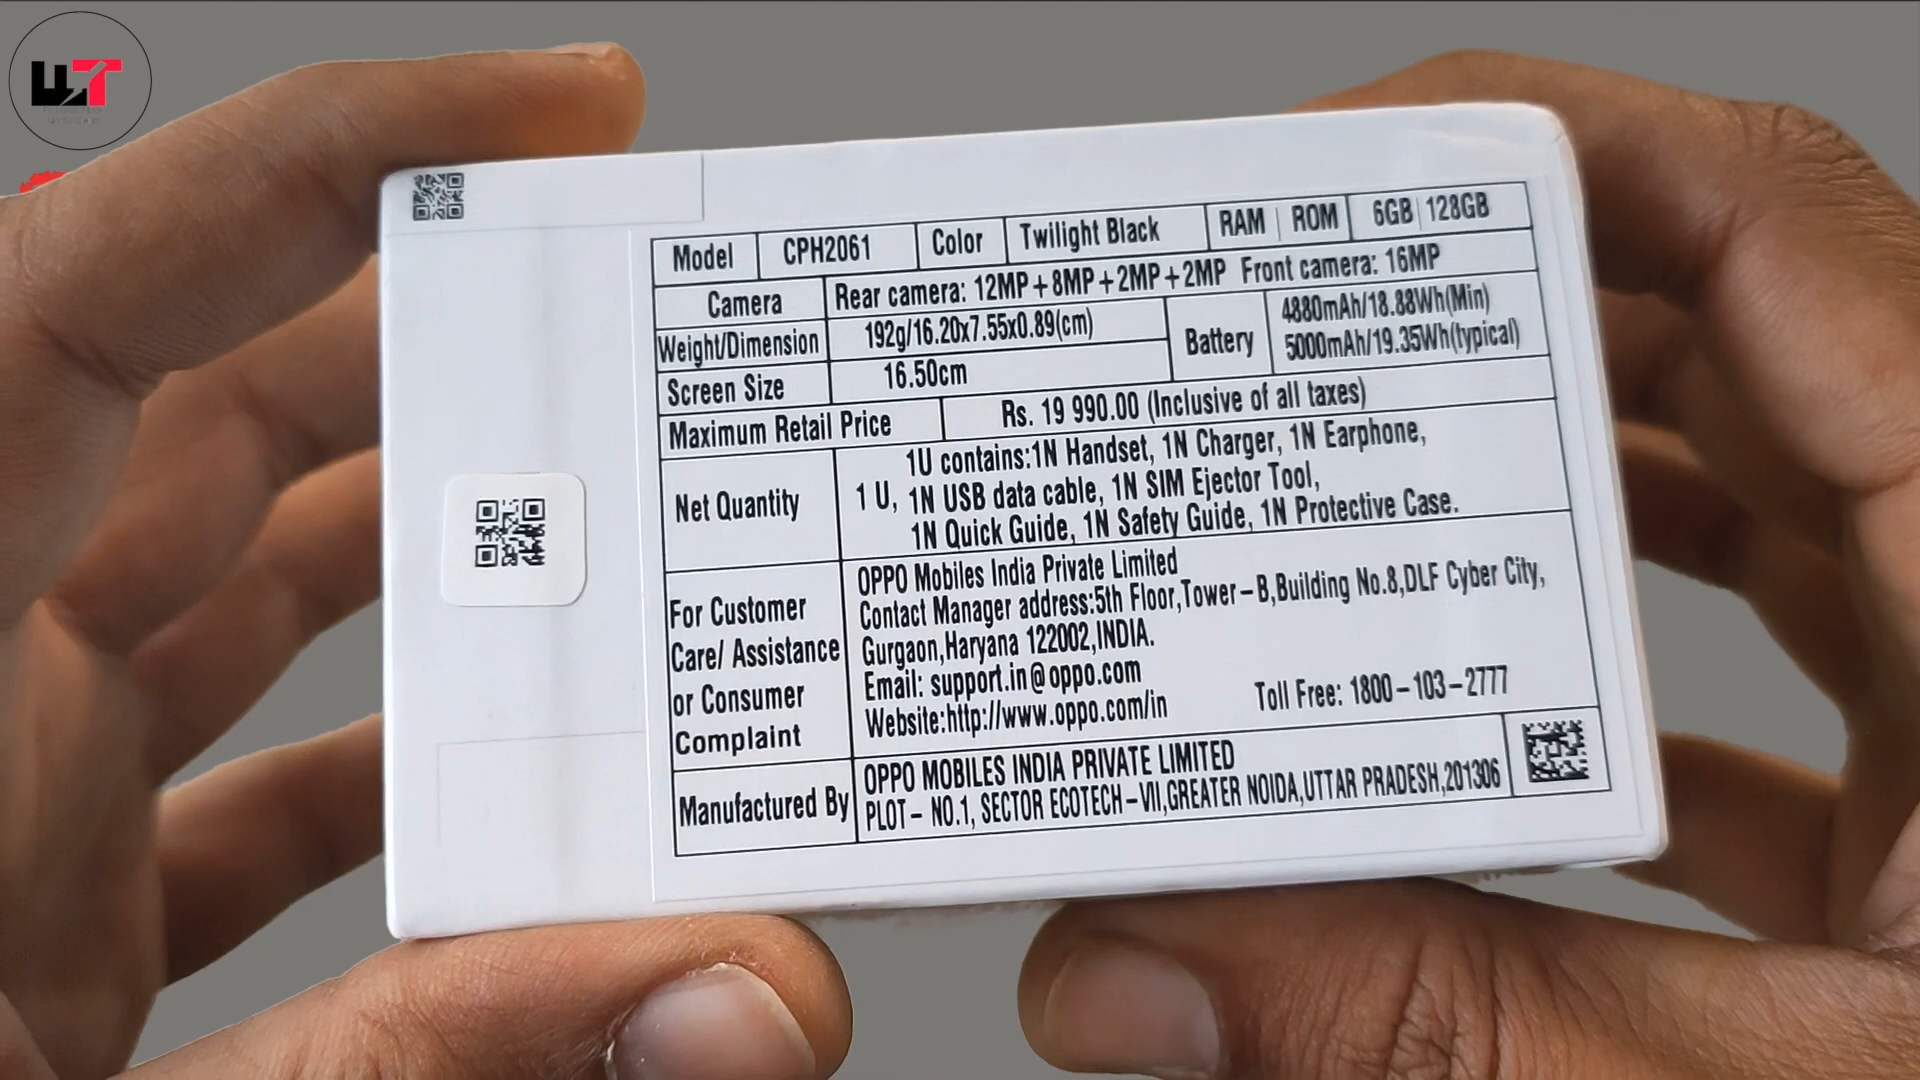 UT
Model CPH2061 Color Twilight Black RAM ROM 6GB 128GB
Camera Rear camera: 12MP+8MP+2MP+2MP Front camera: 16MP
Weight/Dimension 192g/16.20x7.55x0.89(cm)
Battery 4880mAh/18.88Wh(Min)
5000mAh/19.35Wh(typical)
Screen Size 16.50cm
Maximum Retail Price Rs. 19 990.00 (Inclusive of all taxes)
Net Quantity
1U contains:1N Handset, 1N Charger, 1N Earphone,
1 U, 1N USB data cable, 1N SIM Ejector Tool,
1N Quick Guide, 1N Safety Guide, 1N Protective Case.
For Customer
Care/ Assistance
or Consumer
Complaint
OPPO Mobiles India Private Limited
Contact Manager address:5th Floor,Tower-B,Building No.8,DLF Cyber City,
Gurgaon,Haryana 122002,INDIA.
Email: support.in@oppo.com
Website:http://www.oppo.com/in Toll Free: 1800-103-2777
Manufactured By
OPPO MOBILES INDIA PRIVATE LIMITED
PLOT- NO.1, SECTOR ECOTECH-VII,GREATER NOIDA,UTTAR PRADESH,201306